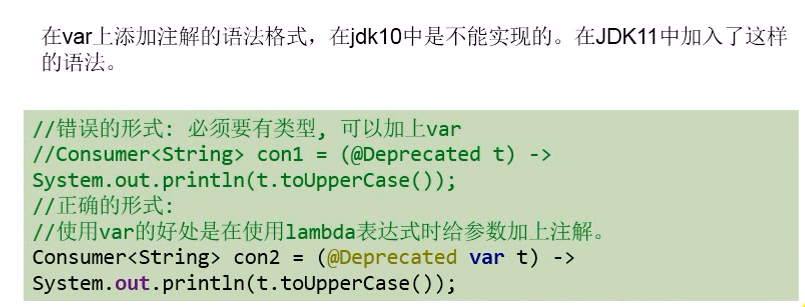 在var上添加注解的语法格式，在jdk10中是不能实现的。在JDK11中加入了这样
的语法。
//错误的形式: 必须要有类型, 可以加上var
//Consumer<String> con1 = (@Deprecated t) ->
System.out.println(t.toUpperCase());
//正确的形式:
//使用var的好处是在使用lambda表达式时给参数加上注解。
Consumer<String> con2 = (@Deprecated var t) ->
System.out.println(t.toUpperCase());